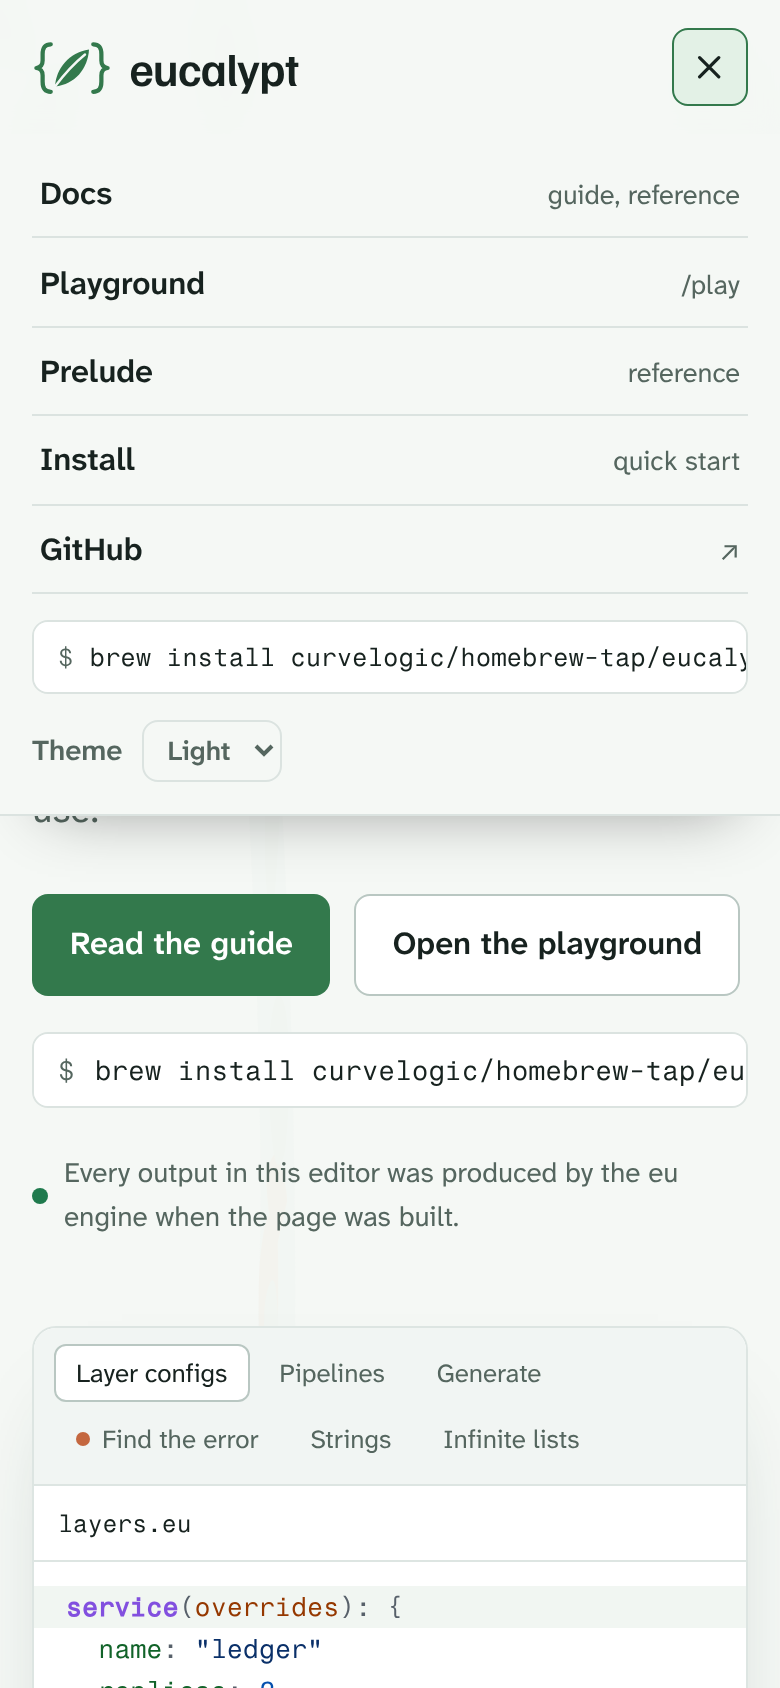 eucalypt
Docs guide, reference
Playground /play
Prelude reference
Install quick start
GitHub ↗
$ brew install curvelogic/homebrew-tap/eucaly
Theme Light
use.
Read the guide Open the playground
$ brew install curvelogic/homebrew-tap/eu
Every output in this editor was produced by the eu
engine when the page was built.
Layer configs Pipelines Generate
Find the error Strings Infinite lists
layers.eu
service(overrides): {
name: "ledger"